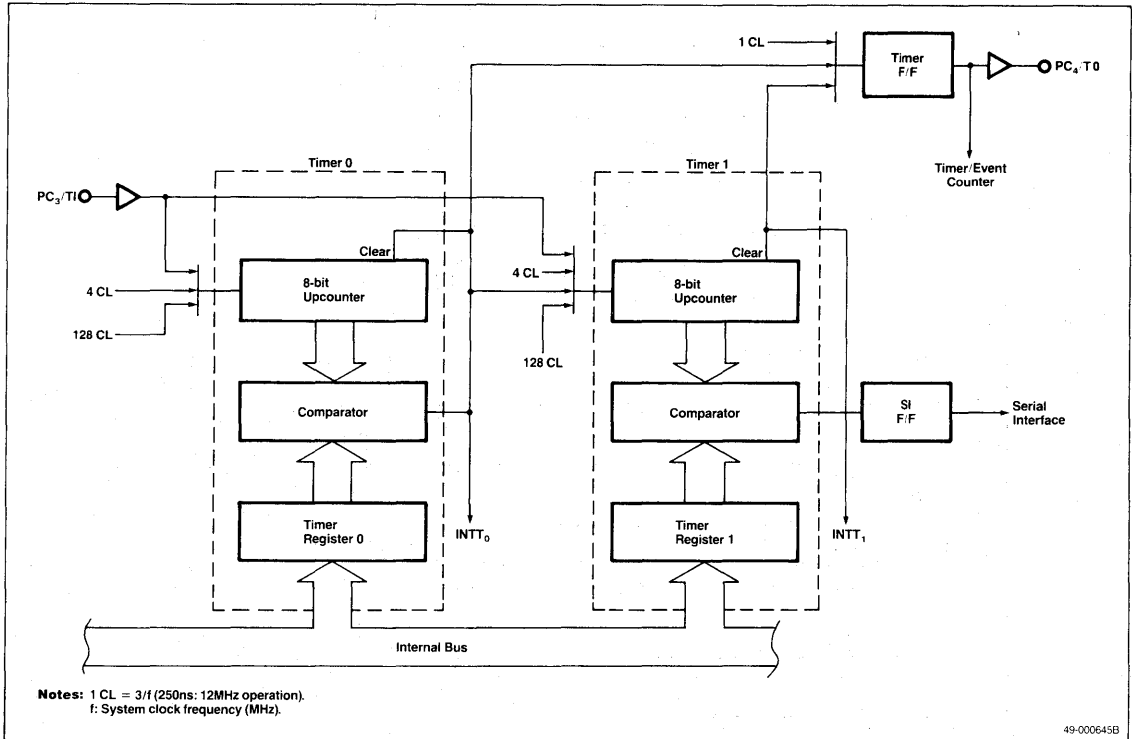 1 CL
Timer
F/F
PC4/T0
Timer/Event
Counter
Timer 0
Timer 1
PC3/TI
Clear
Clear
8-bit
Upcounter
4 CL
128 CL
4 CL
8-bit
Upcounter
128 CL
Comparator
Comparator
SI
F/F
Serial
Interface
Timer
Register 0
INTT0
Timer
Register 1
INTT1
Internal Bus
Notes: 1 CL = 3/f (250ns: 12MHz operation).
f: System clock frequency (MHz).
49-000645B